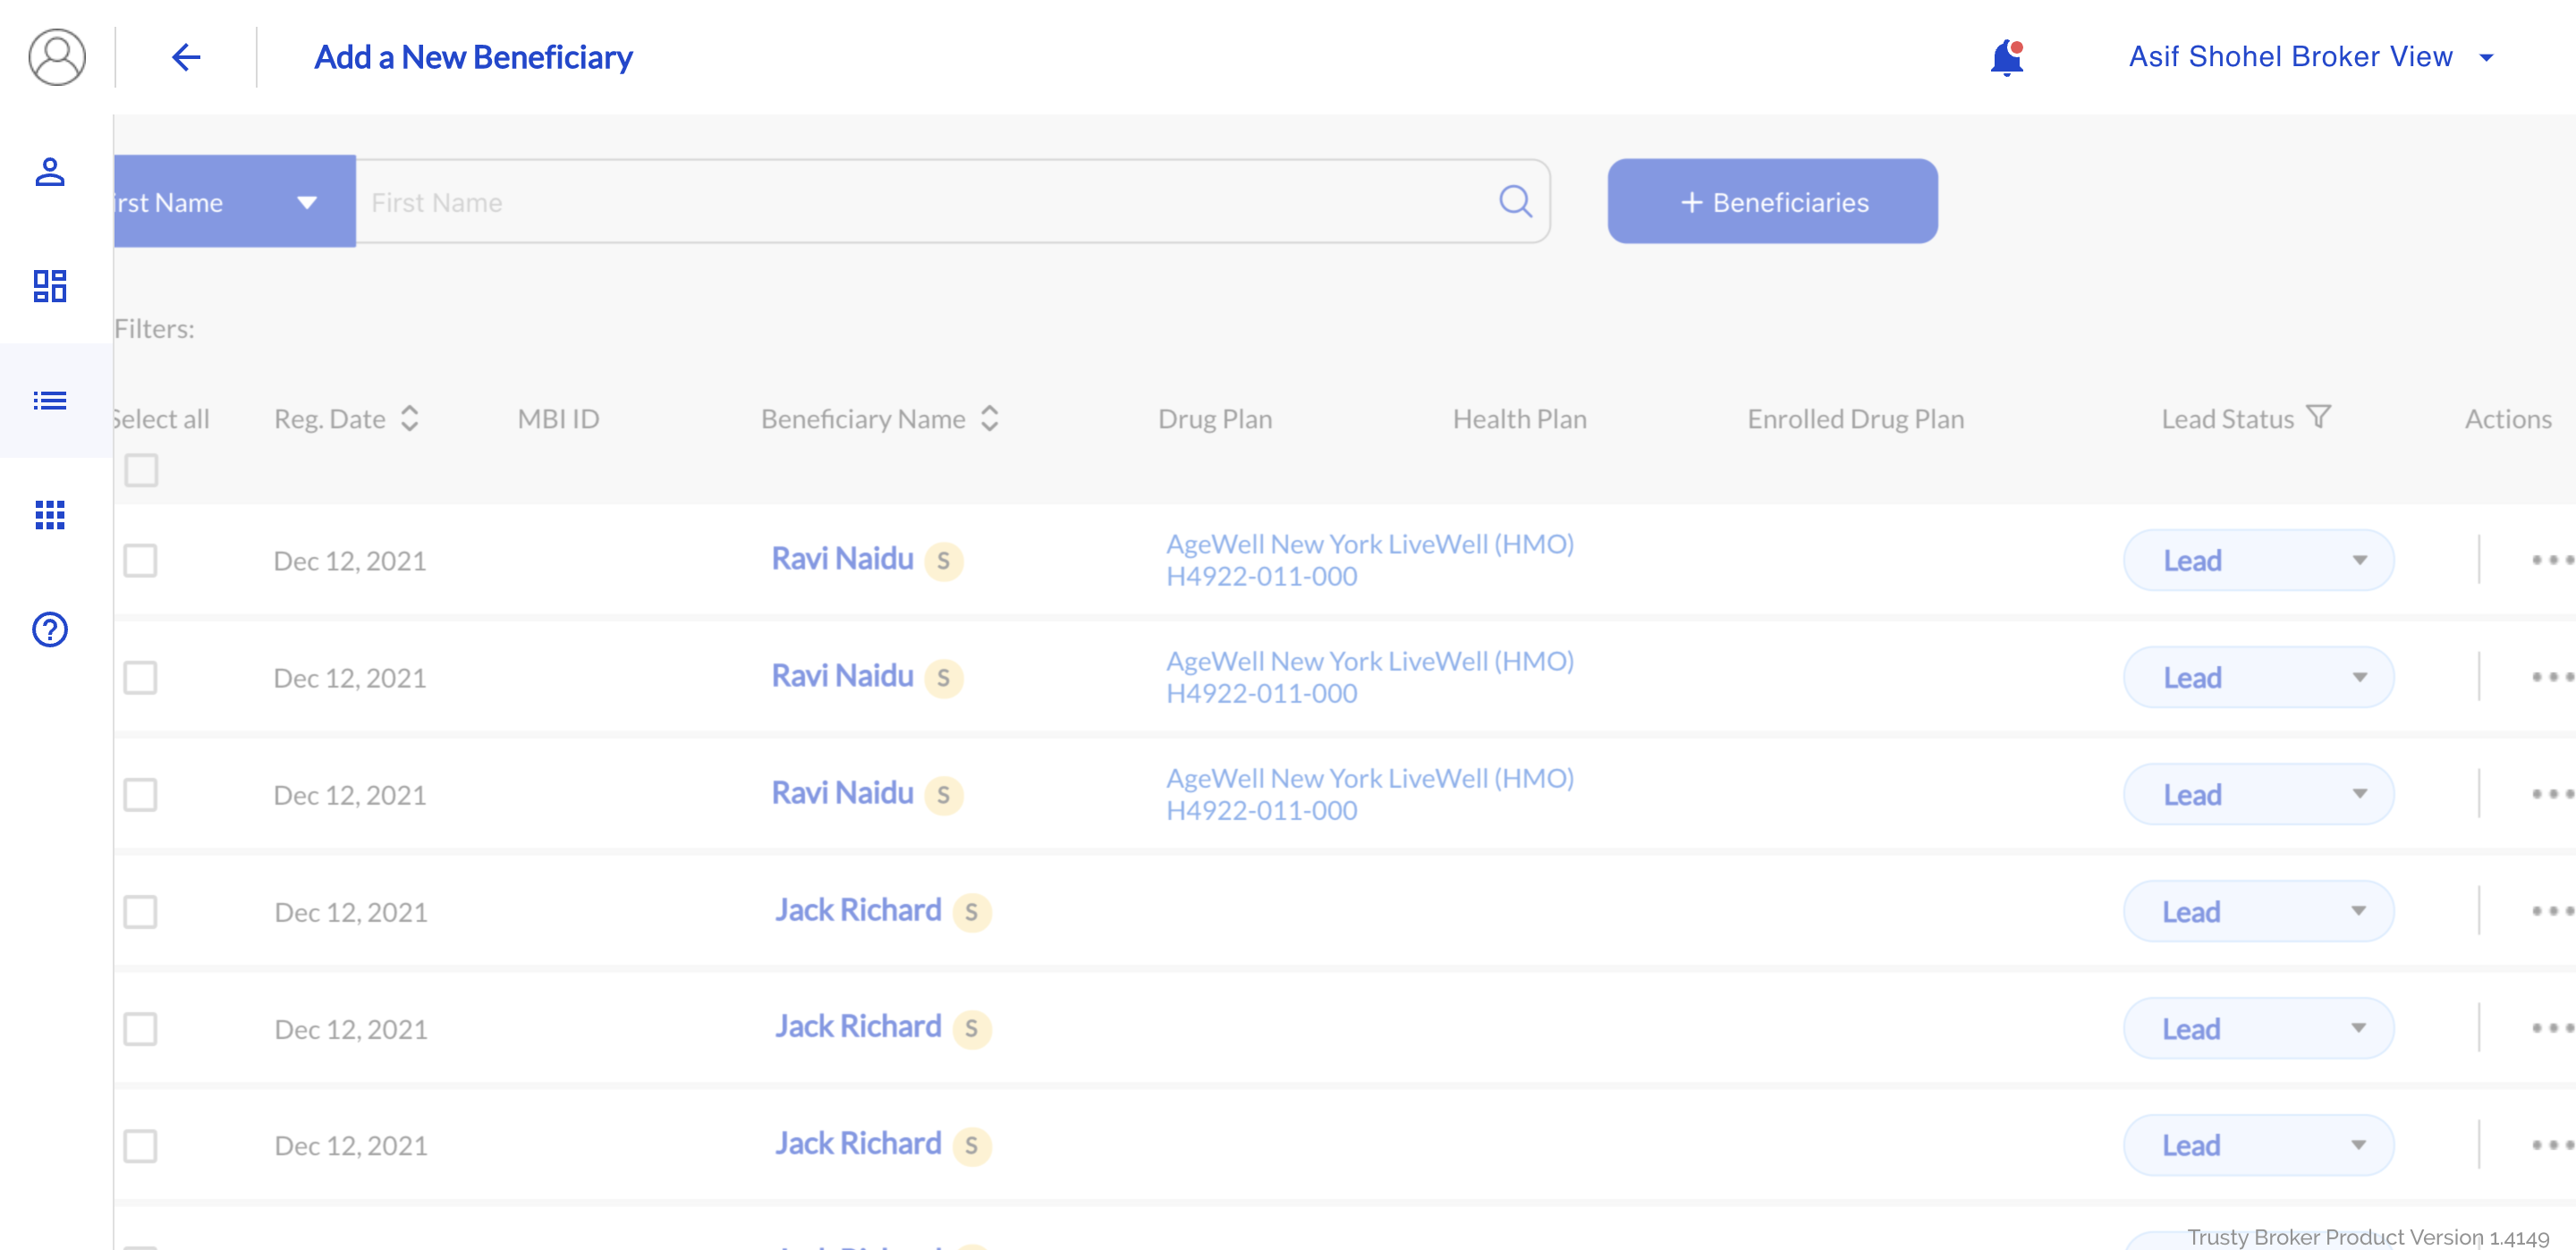 Add a New Beneficiary
Asif Shohel Broker View
irst Name
First Name
+ Beneficiaries
Filters:
Select all
Reg. Date
MBI ID
Beneficiary Name
Drug Plan
Health Plan
Enrolled Drug Plan
Lead Status
Actions
Dec 12, 2021
Ravi Naidu S
AgeWell New York LiveWell (HMO)
H4922-011-000
Lead
Dec 12, 2021
Ravi Naidu S
AgeWell New York LiveWell (HMO)
H4922-011-000
Lead
Dec 12, 2021
Ravi Naidu S
AgeWell New York LiveWell (HMO)
H4922-011-000
Lead
Dec 12, 2021
Jack Richard S
Lead
Dec 12, 2021
Jack Richard S
Lead
Dec 12, 2021
Jack Richard S
Lead
Trusty Broker Product Version 1.4149